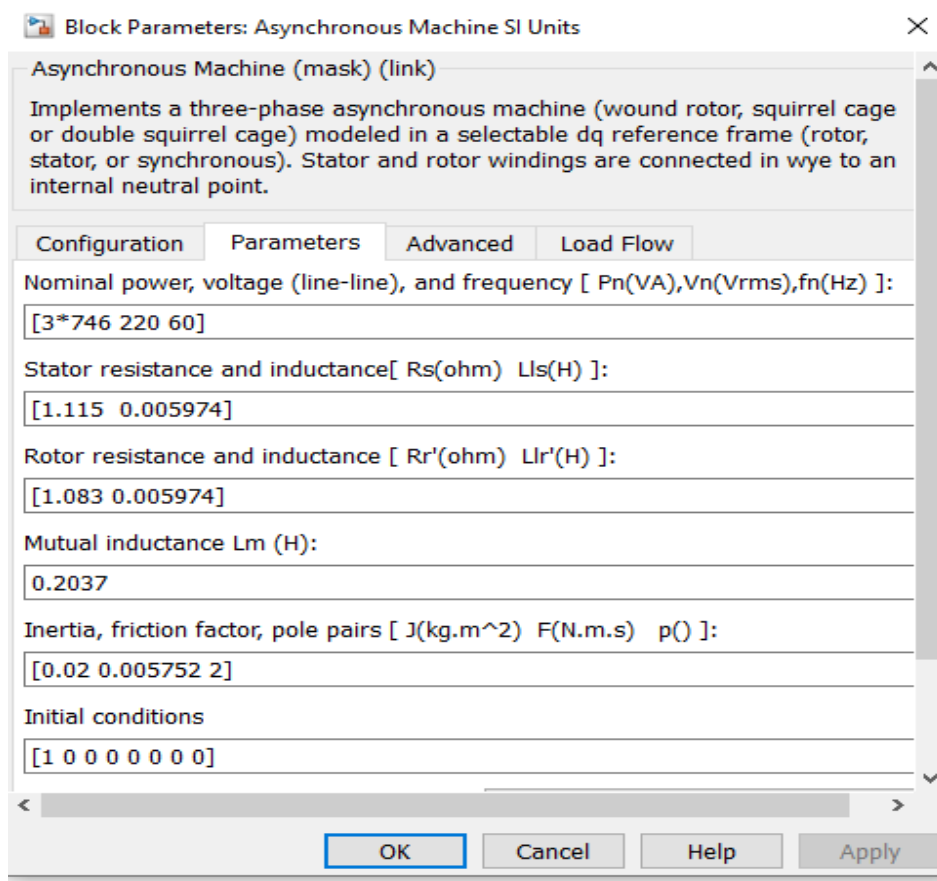 Block Parameters: Asynchronous Machine SI Units
Asynchronous Machine (mask) (link)
Implements a three-phase asynchronous machine (wound rotor, squirrel cage
or double squirrel cage) modeled in a selectable dq reference frame (rotor,
stator, or synchronous). Stator and rotor windings are connected in wye to an
internal neutral point.
Configuration Parameters Advanced Load Flow
Nominal power, voltage (line-line), and frequency [ Pn(VA),Vn(Vrms),fn(Hz) ]:
[3*746 220 60]
Stator resistance and inductance[ Rs(ohm)  Lls(H) ]:
[1.115  0.005974]
Rotor resistance and inductance [ Rr'(ohm)  Llr'(H) ]:
[1.083 0.005974]
Mutual inductance Lm (H):
0.2037
Inertia, friction factor, pole pairs [ J(kg.m^2)  F(N.m.s)   p() ]:
[0.02 0.005752 2]
Initial conditions
[1 0 0 0 0 0 0 0]
OK Cancel Help Apply